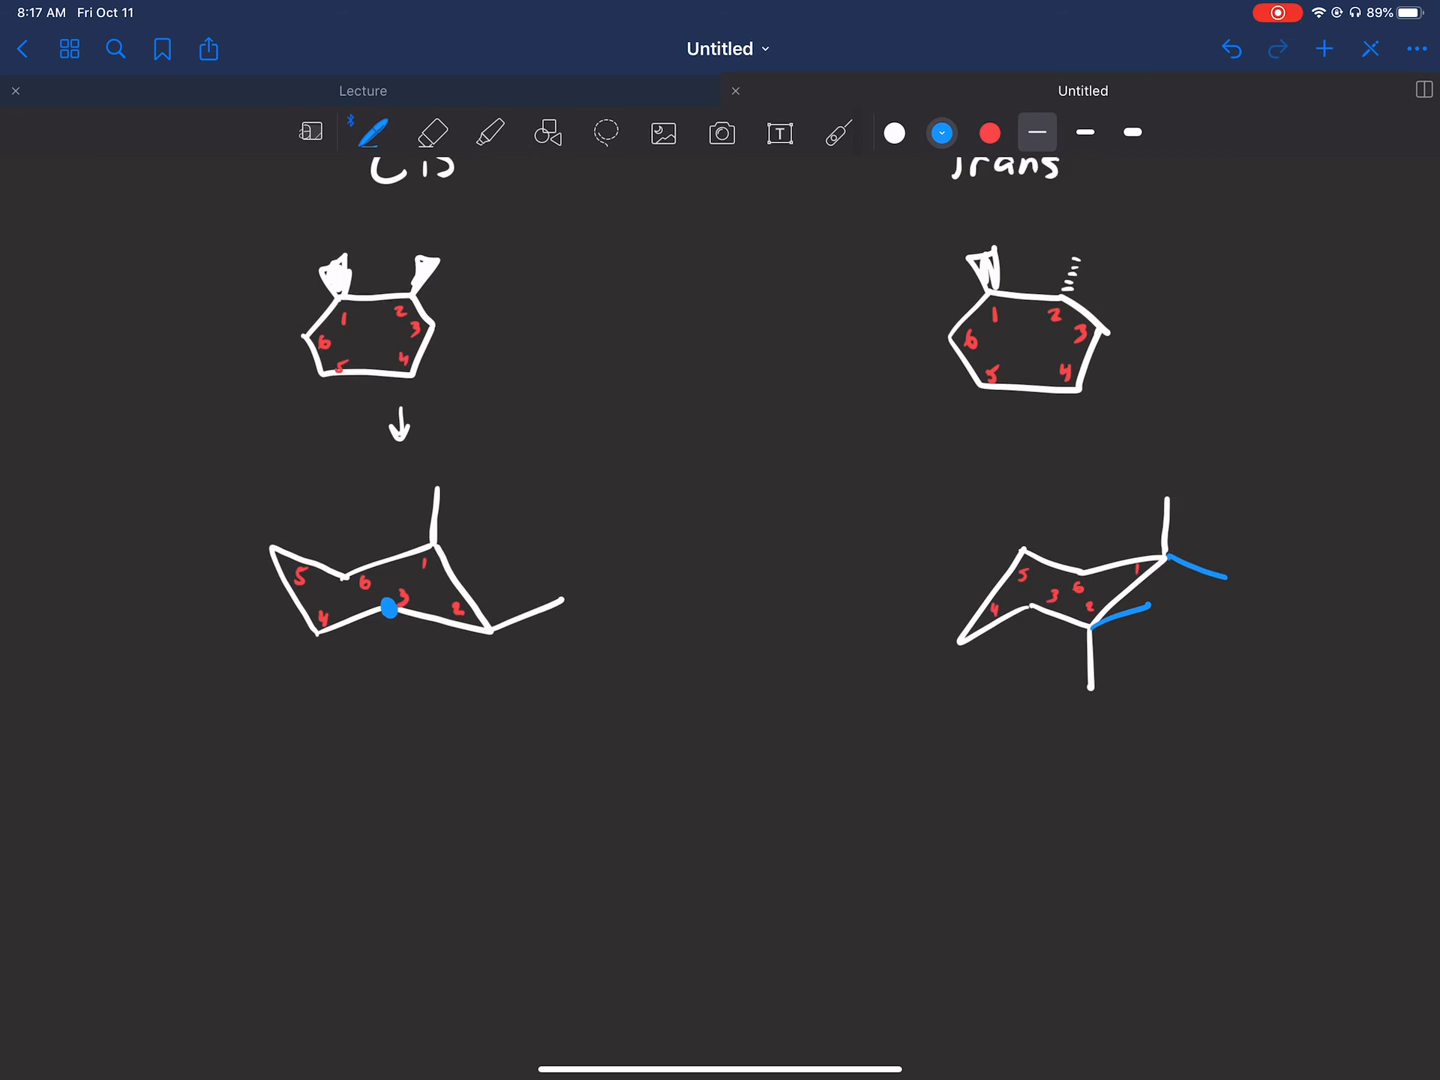 8:17 AM Fri Oct 11
89%
Untitled
Lecture
Untitled
T
Cis
Trans
1 2
3
6
4
5
1 2
3
6
5 4
1
5 6
3
2
4
1
5
6
3
4 2